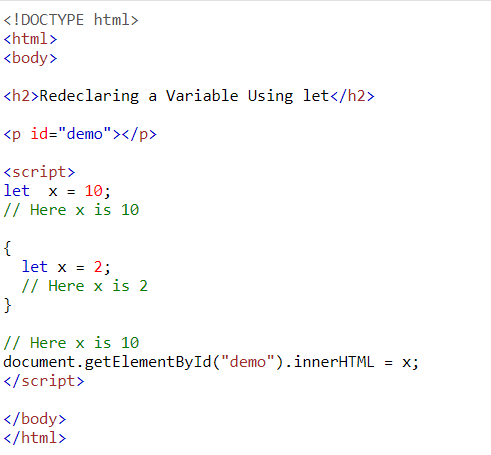 <!DOCTYPE html>
<html>
<body>
<h2>Redeclaring a Variable Using let</h2>
<p id="demo"></p>
<script>
let  x = 10;
// Here x is 10
{
  let x = 2;
  // Here x is 2
}
// Here x is 10
document.getElementById("demo").innerHTML = x;
</script>
</body>
</html>